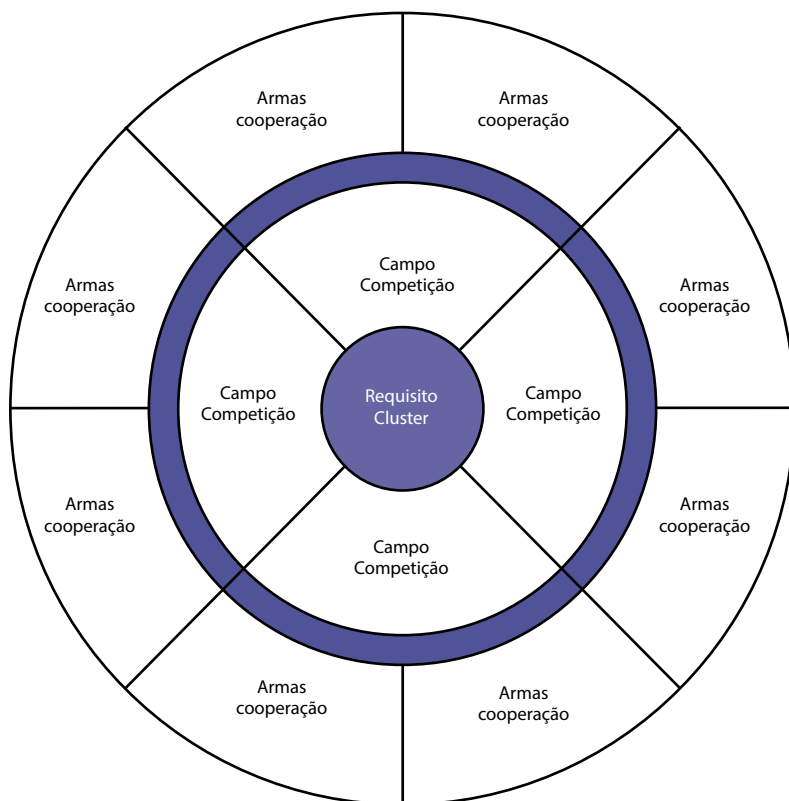 Armas
cooperação
Armas
cooperação
Armas
cooperação
Armas
cooperação
Campo
Competição
Campo
Competição
Requisito
Cluster
Campo
Competição
Armas
cooperação
Armas
cooperação
Campo
Competição
Armas
cooperação
Armas
cooperação